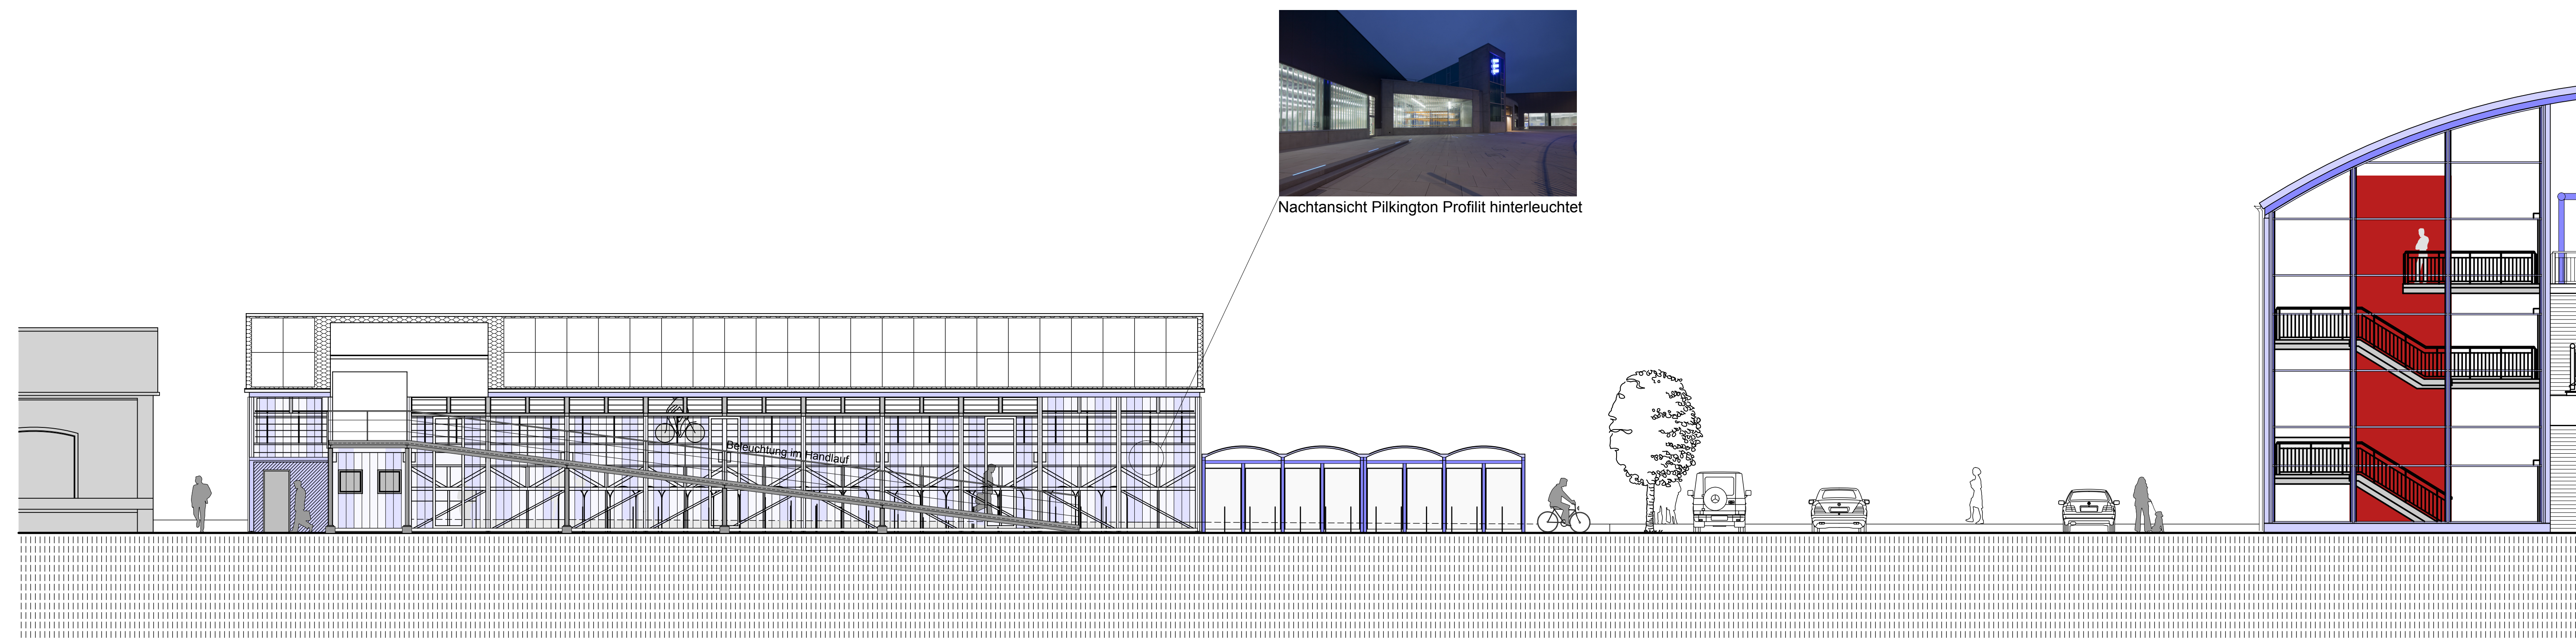 Nachtansicht Pilkington Profilit hinterleuchtet
Beleuchtung im Handlauf